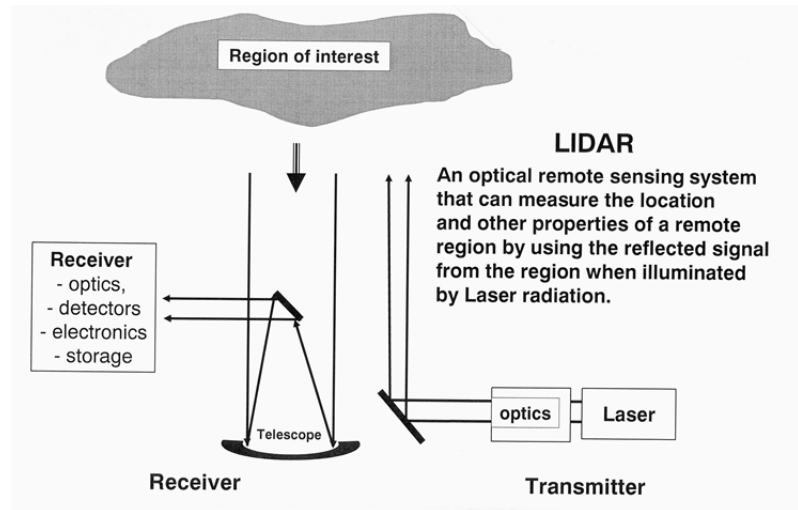 Region of interest
LIDAR
An optical remote sensing system
that can measure the location
and other properties of a remote
region by using the reflected signal
from the region when illuminated
by Laser radiation.
Receiver
- optics,
- detectors
- electronics
- storage
Telescope
optics
Laser
Receiver
Transmitter